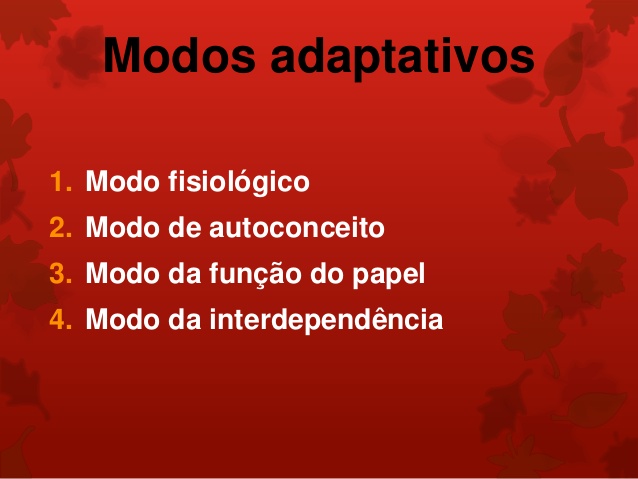 Modos adaptativos
1. Modo fisiológico
2. Modo de autoconceito
3. Modo da função do papel
4. Modo da interdependência